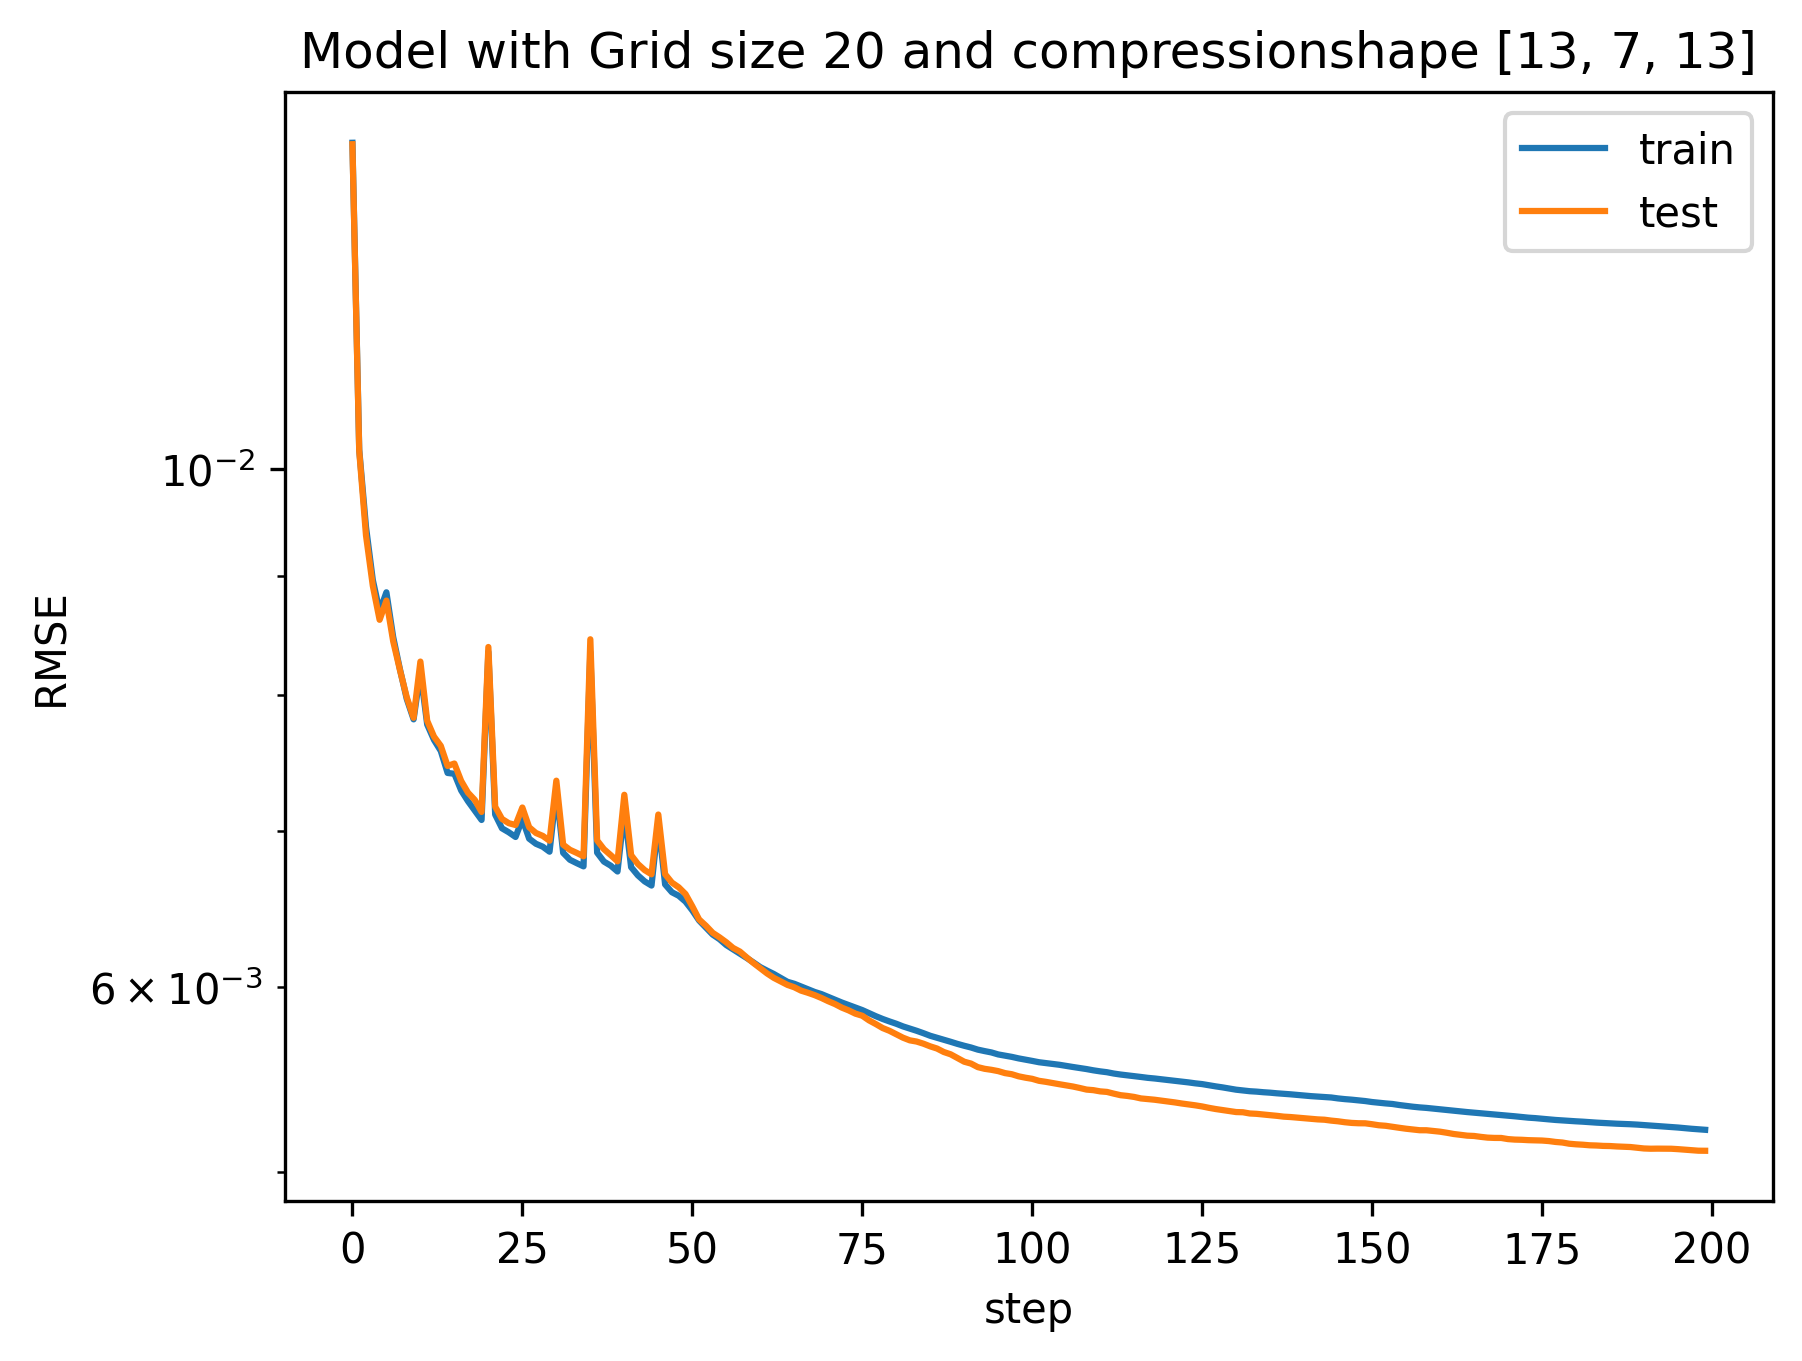 Model with Grid size 20 and compressionshape [13, 7, 13]
train
test
10⁻²
6 × 10⁻³
RMSE
0 25 50 75 100 125 150 175 200
step